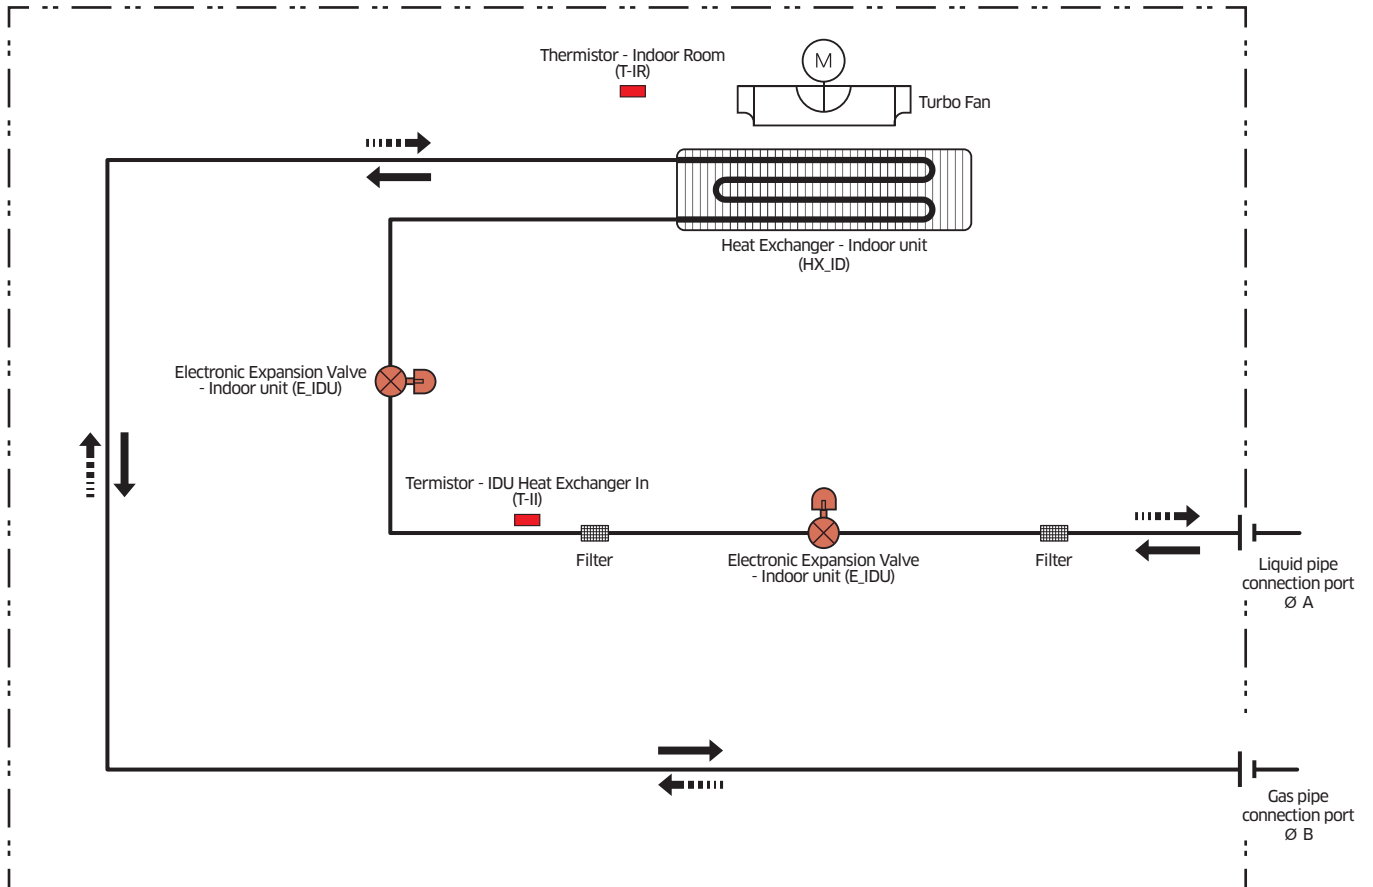 Thermistor - Indoor Room
(T-IR)
M
Turbo Fan
Heat Exchanger - Indoor unit
(HX_ID)
Electronic Expansion Valve
- Indoor unit (E_IDU)
Termistor - IDU Heat Exchanger In
(T-II)
Filter
Electronic Expansion Valve
- Indoor unit (E_IDU)
Filter
Liquid pipe
connection port
Ø A
Gas pipe
connection port
Ø B